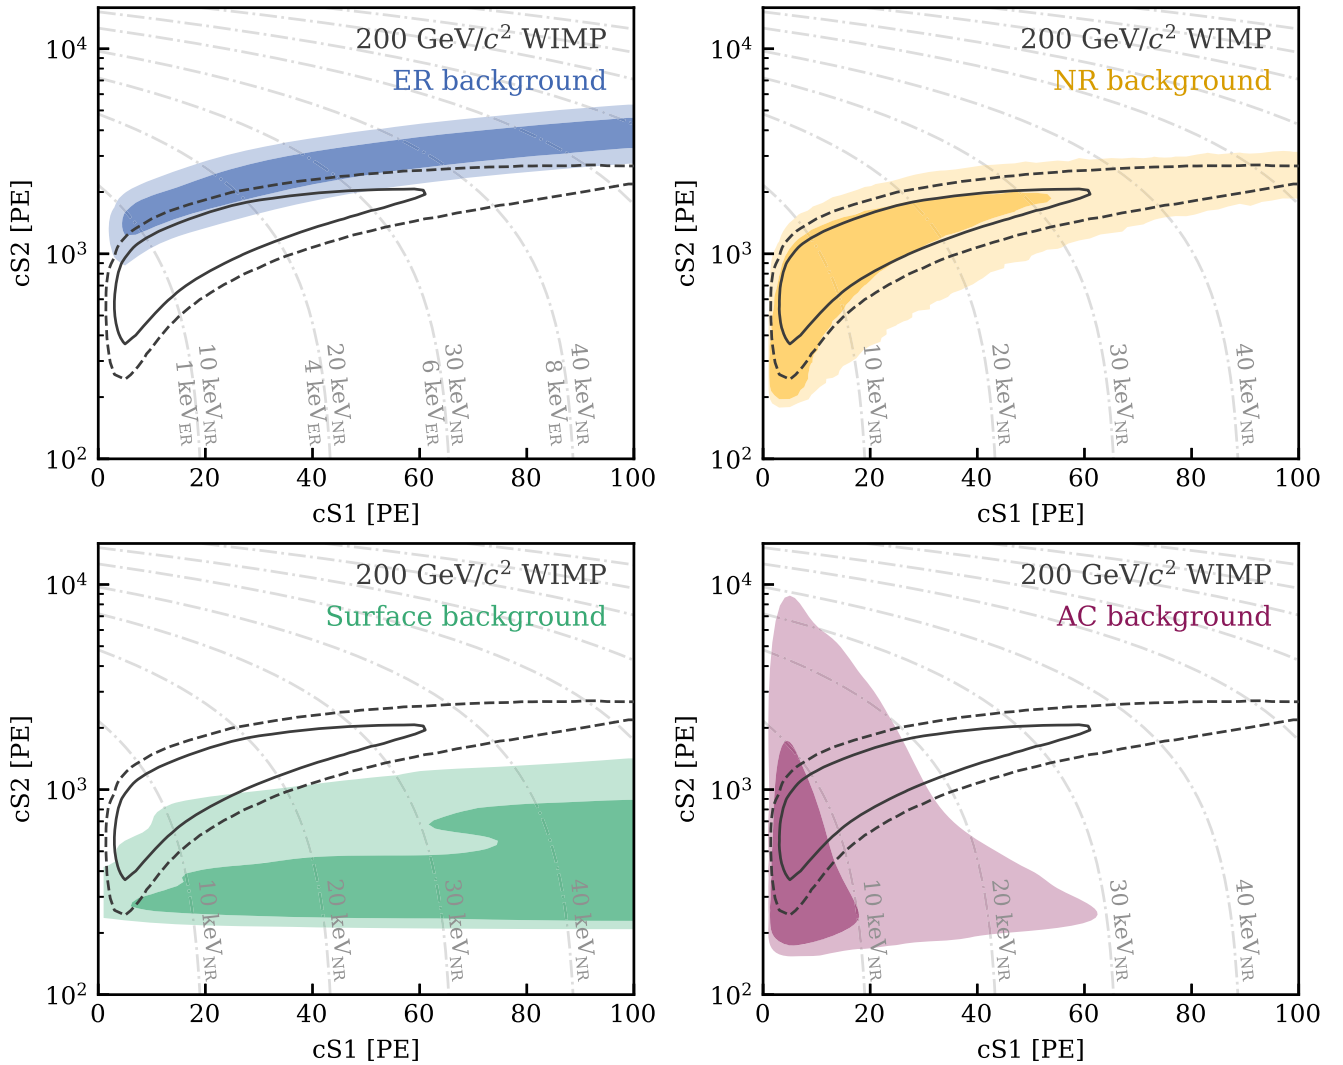 200 GeV/c² WIMP
ER background
10⁴
10³
10²
cS2 [PE]
1 keV_ER
10 keV_NR
4 keV_ER
20 keV_NR
6 keV_ER
30 keV_NR
8 keV_ER
40 keV_NR
0 20 40 60 80 100
cS1 [PE]
200 GeV/c² WIMP
NR background
10⁴
10³
10²
cS2 [PE]
10 keV_NR
20 keV_NR
30 keV_NR
40 keV_NR
0 20 40 60 80 100
cS1 [PE]
200 GeV/c² WIMP
Surface background
10⁴
10³
10²
cS2 [PE]
10 keV_NR
20 keV_NR
30 keV_NR
40 keV_NR
0 20 40 60 80 100
cS1 [PE]
200 GeV/c² WIMP
AC background
10⁴
10³
10²
cS2 [PE]
10 keV_NR
20 keV_NR
30 keV_NR
40 keV_NR
0 20 40 60 80 100
cS1 [PE]